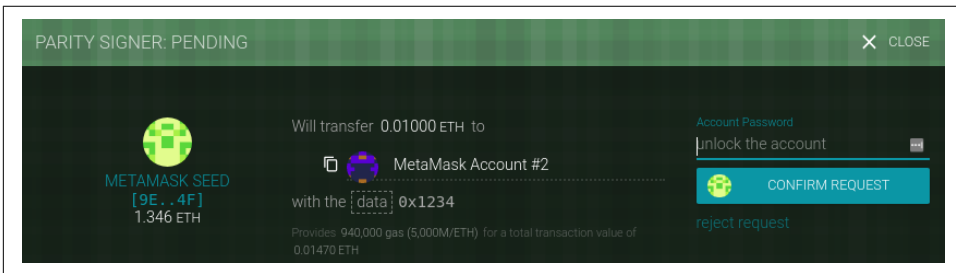 PARITY SIGNER: PENDING
CLOSE
METAMASK SEED
[9E..4F]
1.346 ETH
Will transfer 0.01000 ETH to
MetaMask Account #2
with the data 0x1234
Provides 940,000 gas (5,000M/ETH) for a total transaction value of
0.01470 ETH
Account Password
unlock the account
CONFIRM REQUEST
reject request